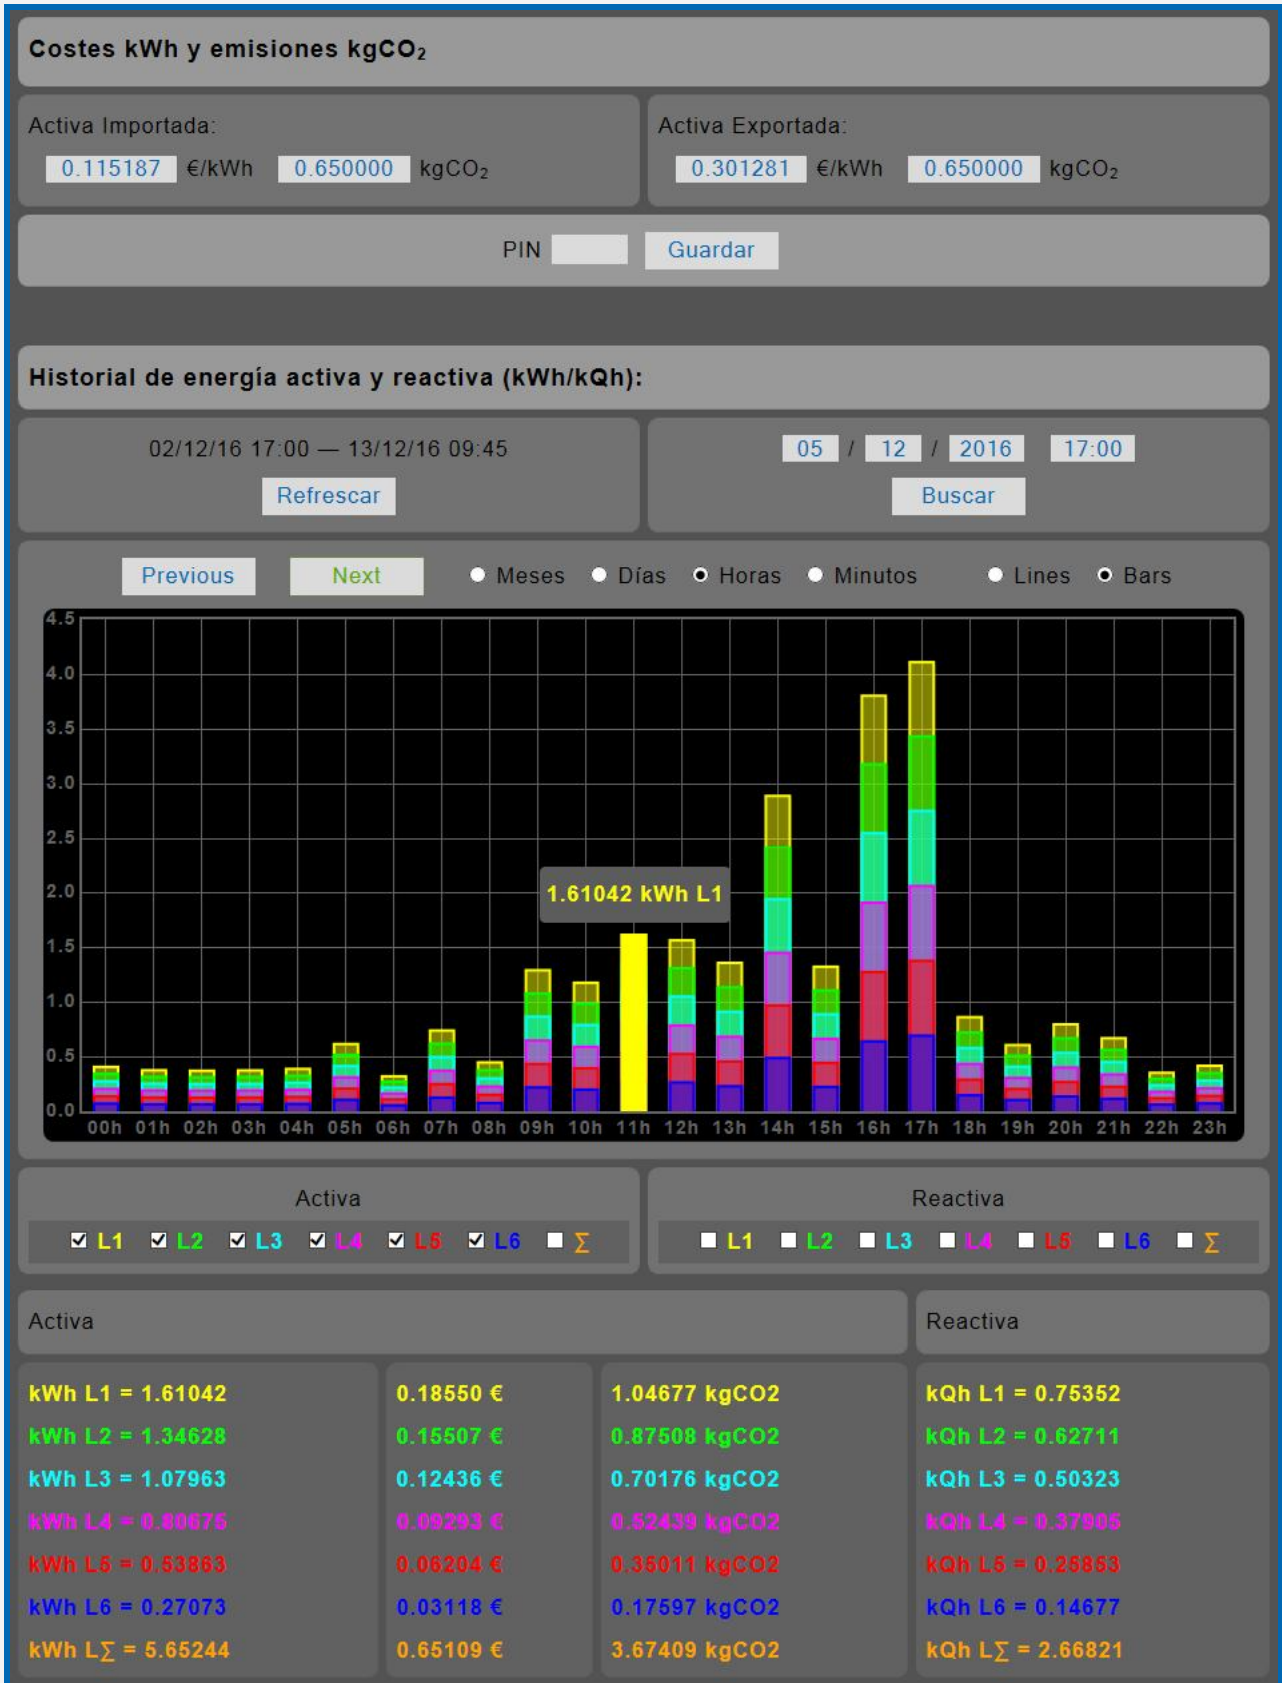 Costes kWh y emisiones kgCO₂
Activa Importada:
0.115187 €/kWh 0.650000 kgCO₂
Activa Exportada:
0.301281 €/kWh 0.650000 kgCO₂
PIN Guardar
Historial de energía activa y reactiva (kWh/kQh):
02/12/16 17:00 — 13/12/16 09:45
Refrescar
05 / 12 / 2016 17:00
Buscar
Previous Next Meses Días Horas Minutos Lines Bars
4.5
4.0
3.5
3.0
2.5
2.0
1.5
1.0
0.5
0.0
1.61042 kWh L1
00h 01h 02h 03h 04h 05h 06h 07h 08h 09h 10h 11h 12h 13h 14h 15h 16h 17h 18h 19h 20h 21h 22h 23h
Activa
L1 L2 L3 L4 L5 L6 ∑
Reactiva
L1 L2 L3 L4 L5 L6 ∑
Activa
Reactiva
kWh L1 = 1.61042 0.18550 € 1.04677 kgCO2 kQh L1 = 0.75352
kWh L2 = 1.34628 0.15507 € 0.87508 kgCO2 kQh L2 = 0.62711
kWh L3 = 1.07963 0.12436 € 0.70176 kgCO2 kQh L3 = 0.50323
kWh L4 = 0.80675 0.09293 € 0.52439 kgCO2 kQh L4 = 0.37905
kWh L5 = 0.53863 0.06204 € 0.35011 kgCO2 kQh L5 = 0.25853
kWh L6 = 0.27073 0.03118 € 0.17597 kgCO2 kQh L6 = 0.14677
kWh L∑ = 5.65244 0.65109 € 3.67409 kgCO2 kQh L∑ = 2.66821